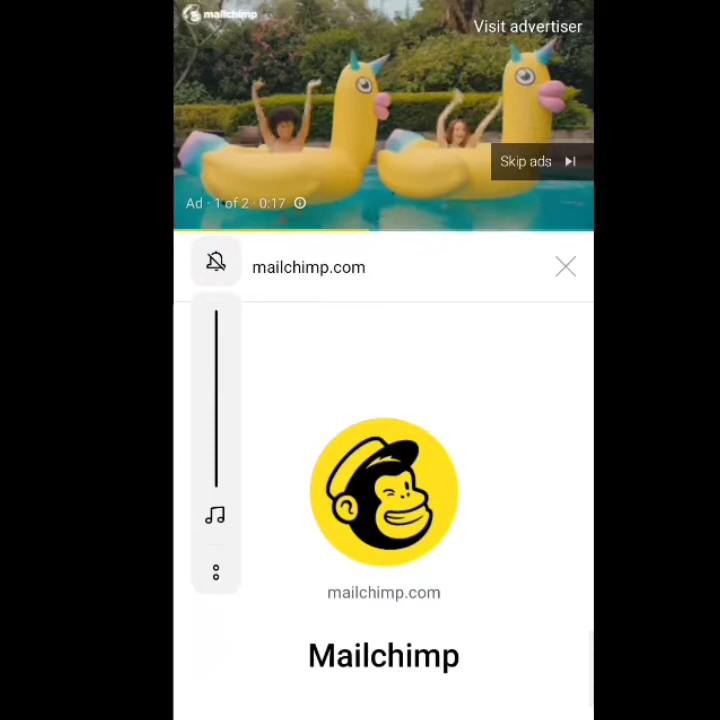 mailchimp
Visit advertiser
Skip ads
Ad · 1 of 2 · 0:17
mailchimp.com
mailchimp.com
Mailchimp